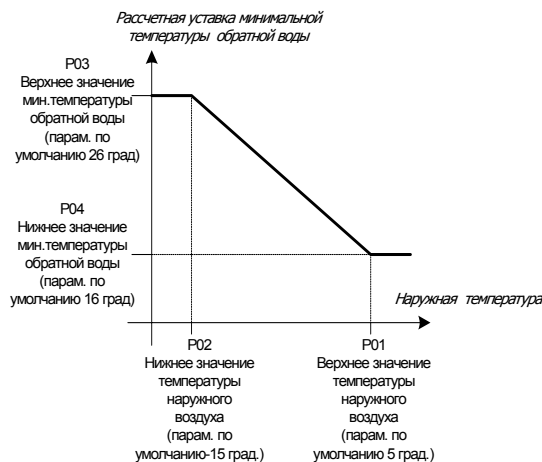 Рассчетная уставка минимальной
температуры обратной воды
P03
Верхнее значение
мин.температуры
обратной воды
(парам. по
умолчанию 26 град)
P04
Нижнее значение
мин.температуры
обратной воды
(парам. по
умолчанию 16 град)
Наружная температура
P02
Нижнее значение
температуры
наружного
воздуха
(парам. по
умолчанию-15 град.)
P01
Верхнее значение
температуры
наружного
воздуха
(парам. по
умолчанию 5 град.)